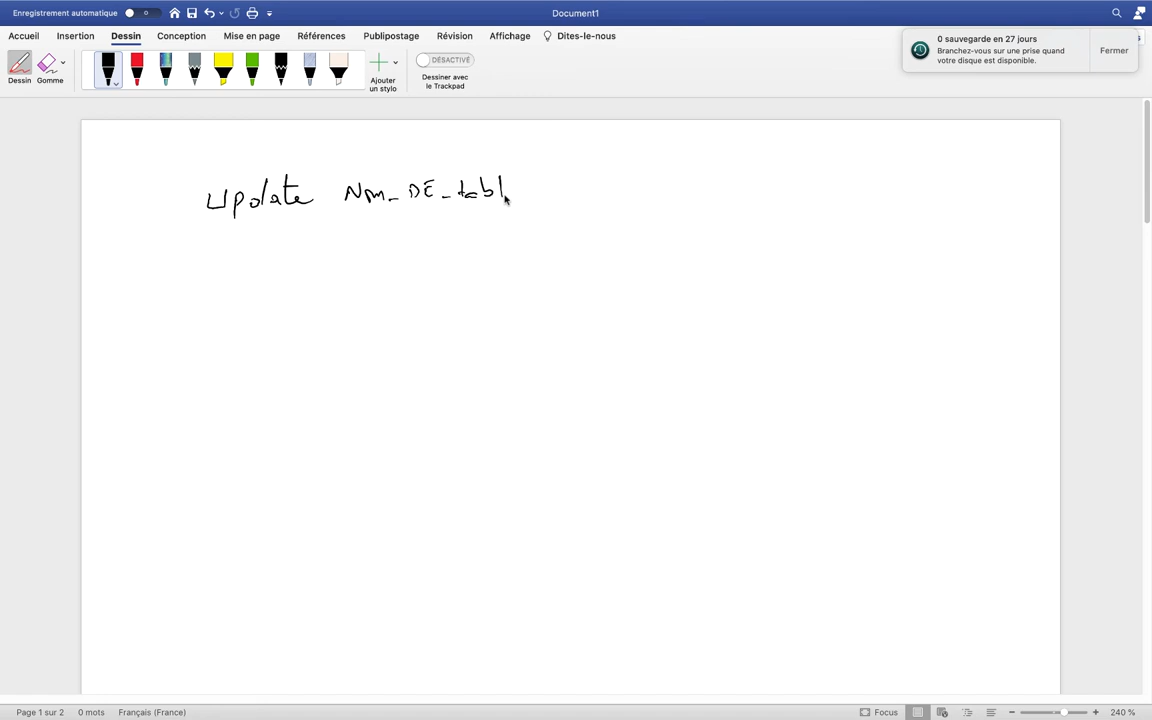 Enregistrement automatique
Document1
Accueil Insertion Dessin Conception Mise en page Références Publipostage Révision Affichage Dites-le-nous
Dessin Gomme
Ajouter un stylo
DÉSACTIVÉ
Dessiner avec le Trackpad
0 sauvegarde en 27 jours
Branchez-vous sur une prise quand
votre disque est disponible.
Fermer
Update Nom_DE_tabl
Page 1 sur 2 0 mots Français (France) Focus 240 %